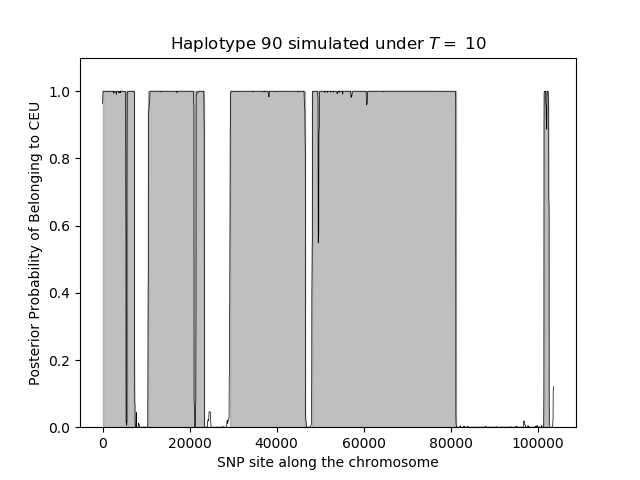 Haplotype 90 simulated under T = 10
Posterior Probability of Belonging to CEU
1.0
0.8
0.6
0.4
0.2
0.0
0 20000 40000 60000 80000 100000
SNP site along the chromosome